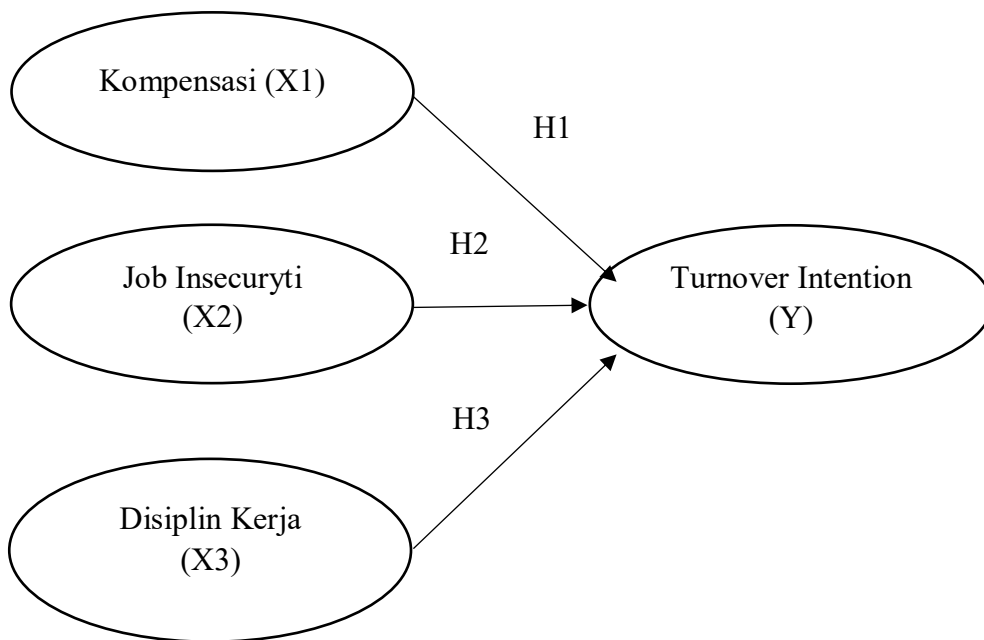 Kompensasi (X1)
H1
H2
Job Insecuryti
(X2)
Turnover Intention
(Y)
H3
Disiplin Kerja
(X3)